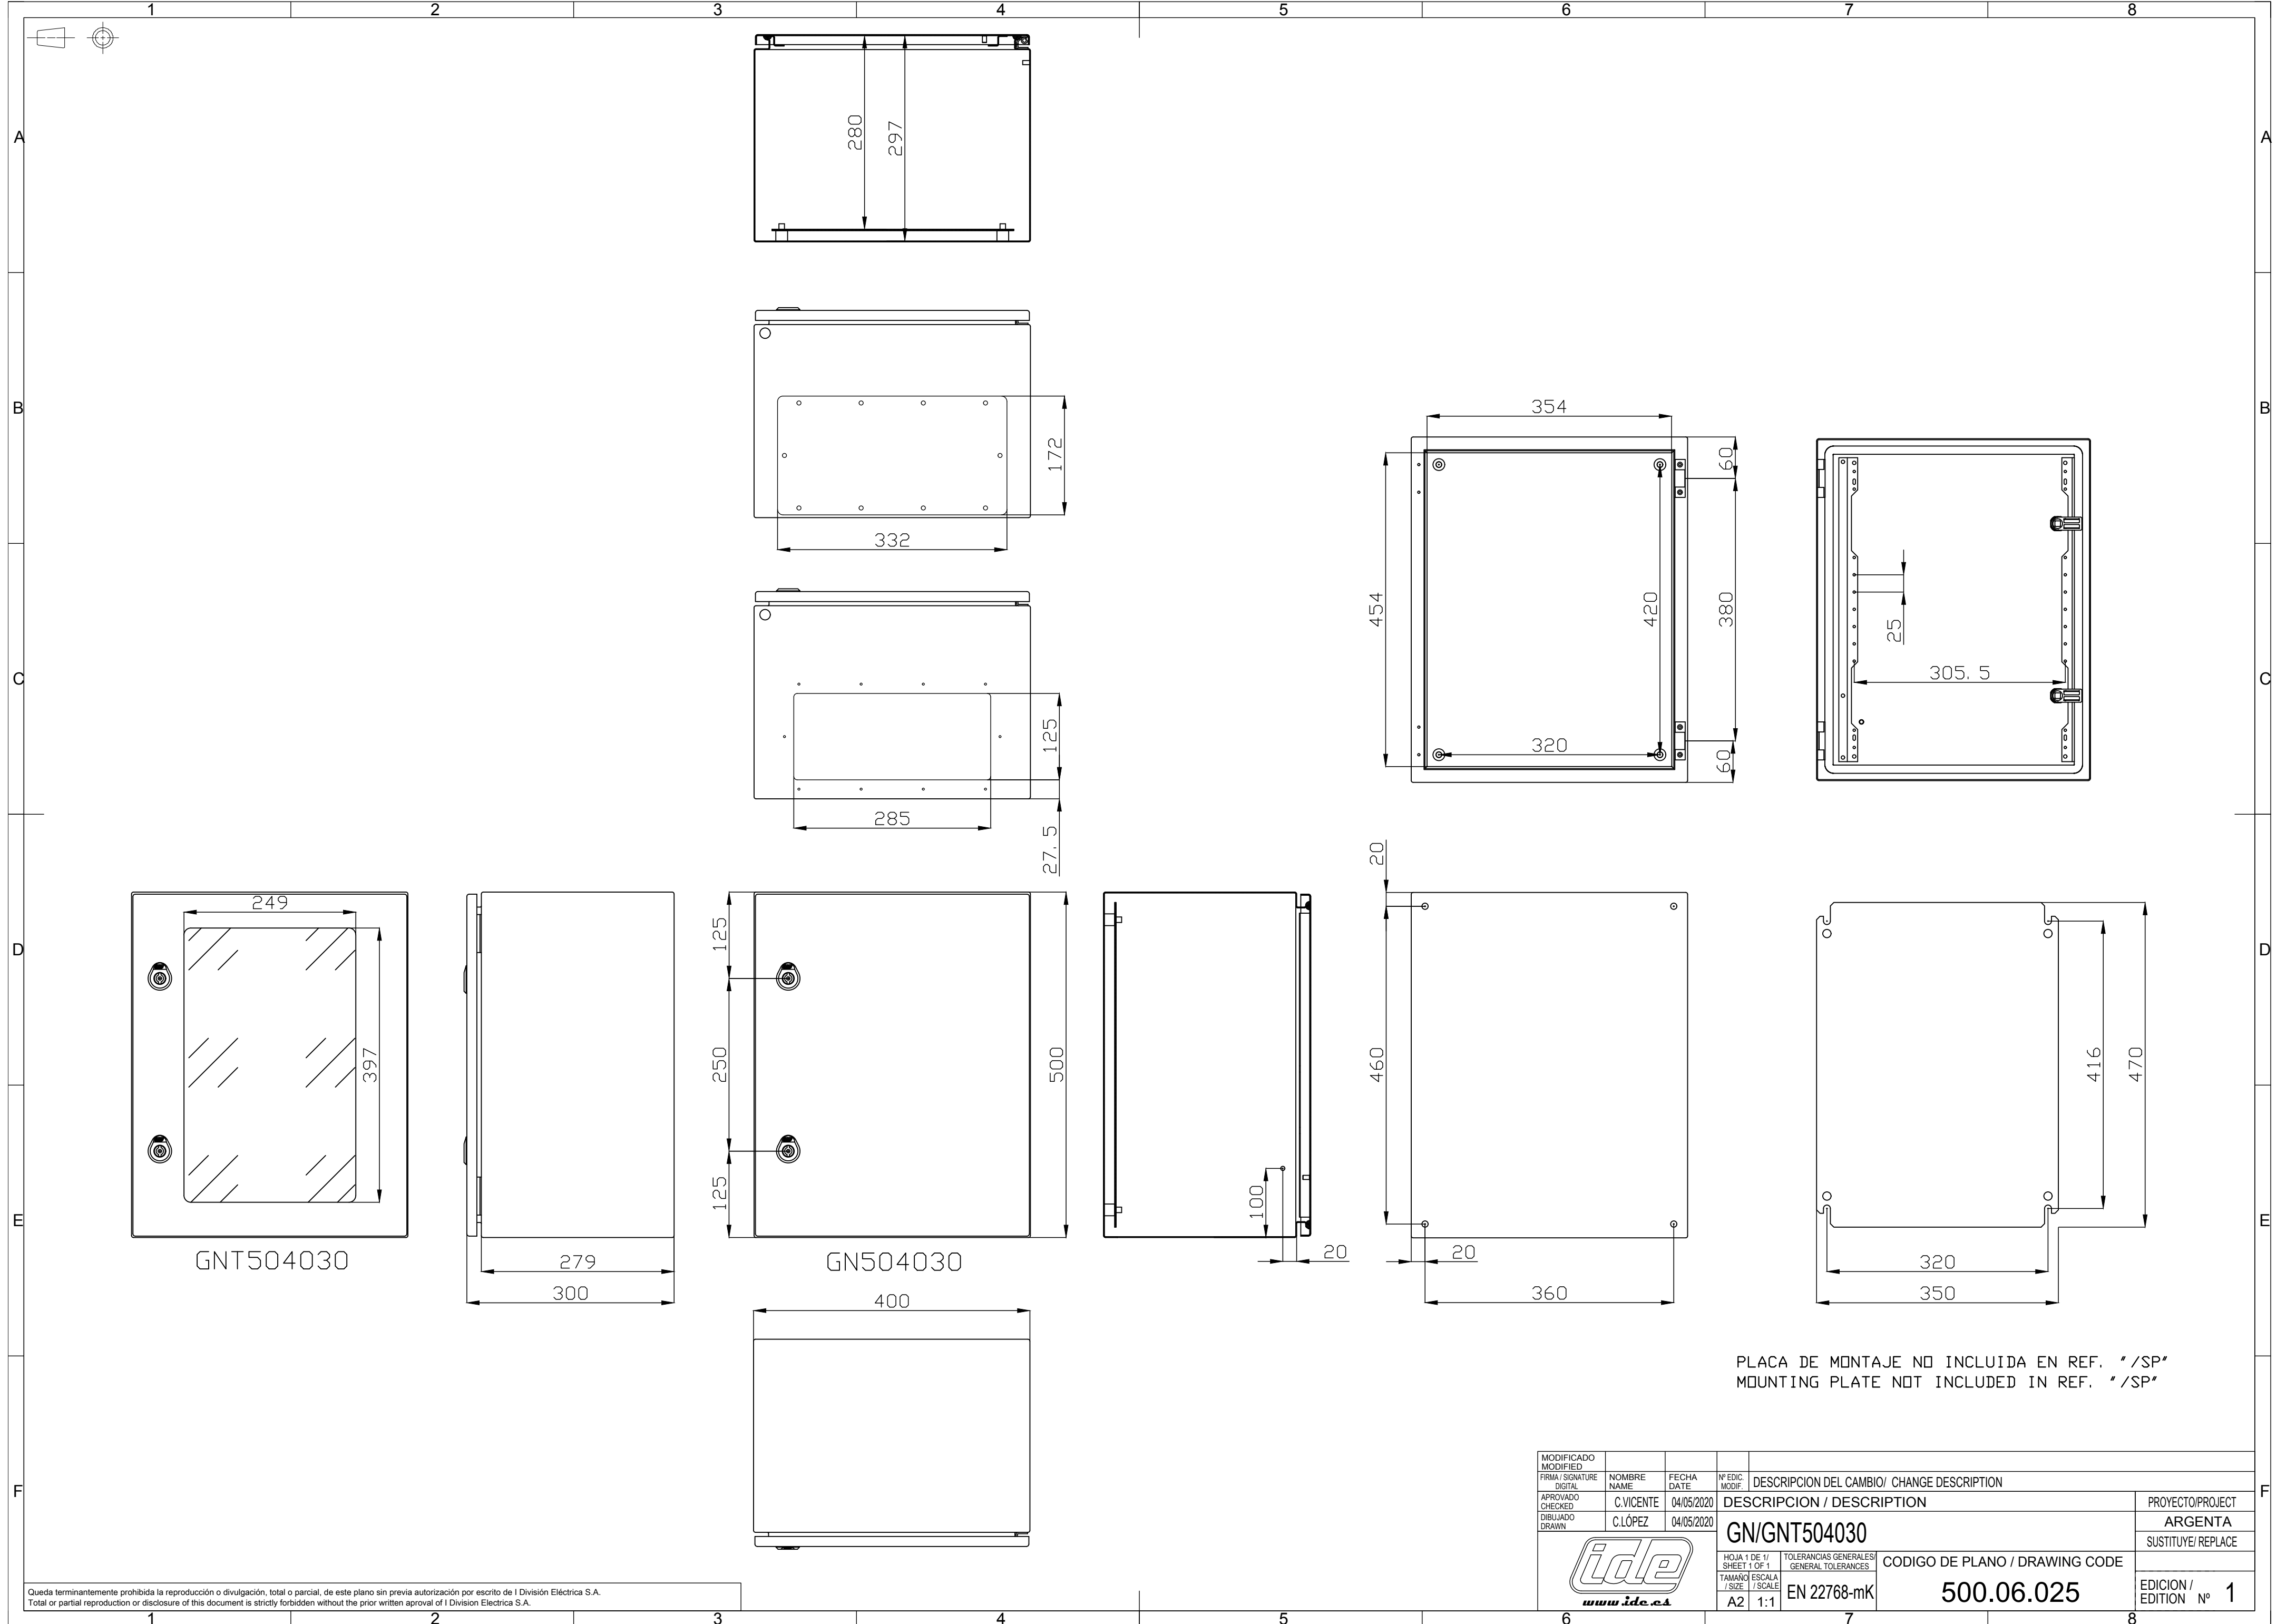 1 2 3 4 5 6 7 8
A A
280
297
B B
172
332
354
60
454
420
380
320
60
25
305. 5
C C
125
285
27. 5
D D
249
397
GNT504030
279
300
125
250
125
500
GN504030
400
100
20
20
460
20
360
416
470
320
350
E E
PLACA DE MONTAJE NO INCLUIDA EN REF. "/SP"
MOUNTING PLATE NOT INCLUDED IN REF. "/SP"
F F
MODIFICADO
MODIFIED
FIRMA / SIGNATURE
DIGITAL
NOMBRE
NAME
FECHA
DATE
Nº EDIC.
MODIF.
DESCRIPCION DEL CAMBIO/ CHANGE DESCRIPTION
APROVADO
CHECKED
C.VICENTE
04/05/2020
DESCRIPCION / DESCRIPTION
PROYECTO/PROJECT
DIBUJADO
DRAWN
C.LÓPEZ
04/05/2020
GN/GNT504030
ARGENTA
SUSTITUYE/ REPLACE
ide
www.ide.es
HOJA 1 DE 1/
SHEET 1 OF 1
TOLERANCIAS GENERALES/
GENERAL TOLERANCES
CODIGO DE PLANO / DRAWING CODE
TAMAÑO
/ SIZE
ESCALA
/ SCALE
EN 22768-mK
500.06.025
A2
1:1
EDICION /
EDITION Nº 1
Queda terminantemente prohibida la reproducción o divulgación, total o parcial, de este plano sin previa autorización por escrito de I División Eléctrica S.A.
Total or partial reproduction or disclosure of this document is strictly forbidden without the prior written aproval of I Division Electrica S.A.
1 2 3 4 5 6 7 8